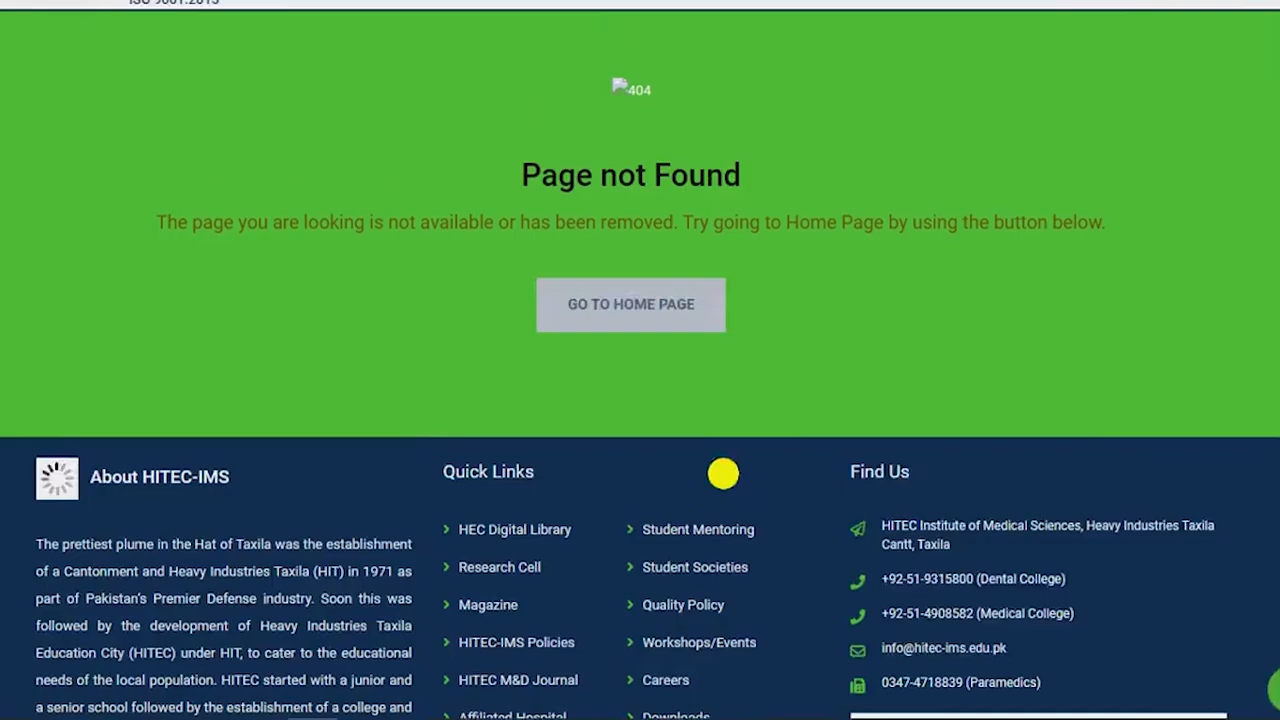 ISO 9001:2015
404
Page not Found
The page you are looking is not available or has been removed. Try going to Home Page by using the button below.
GO TO HOME PAGE
About HITEC-IMS
The prettiest plume in the Hat of Taxila was the establishment
of a Cantonment and Heavy Industries Taxila (HIT) in 1971 as
part of Pakistan's Premier Defense industry. Soon this was
followed by the development of Heavy Industries Taxila
Education City (HITEC) under HIT, to cater to the educational
needs of the local population. HITEC started with a junior and
a senior school followed by the establishment of a college and
Quick Links
HEC Digital Library
Research Cell
Magazine
HITEC-IMS Policies
HITEC M&D Journal
Affiliated Hospital
Student Mentoring
Student Societies
Quality Policy
Workshops/Events
Careers
Downloads
Find Us
HITEC Institute of Medical Sciences, Heavy Industries Taxila
Cantt, Taxila
+92-51-9315800 (Dental College)
+92-51-4908582 (Medical College)
info@hitec-ims.edu.pk
0347-4718839 (Paramedics)